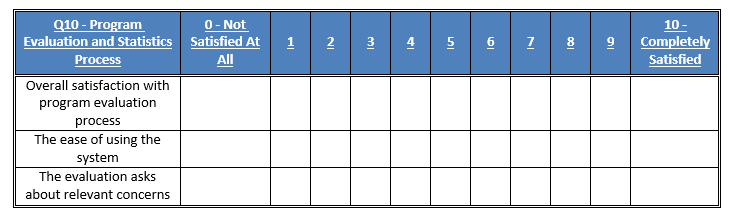 Q10 - Program
Evaluation and Statistics
Process
0 - Not
Satisfied At
All
1
2
3
4
5
6
7
8
9
10 -
Completely
Satisfied
Overall satisfaction with
program evaluation
process
The ease of using the
system
The evaluation asks
about relevant concerns